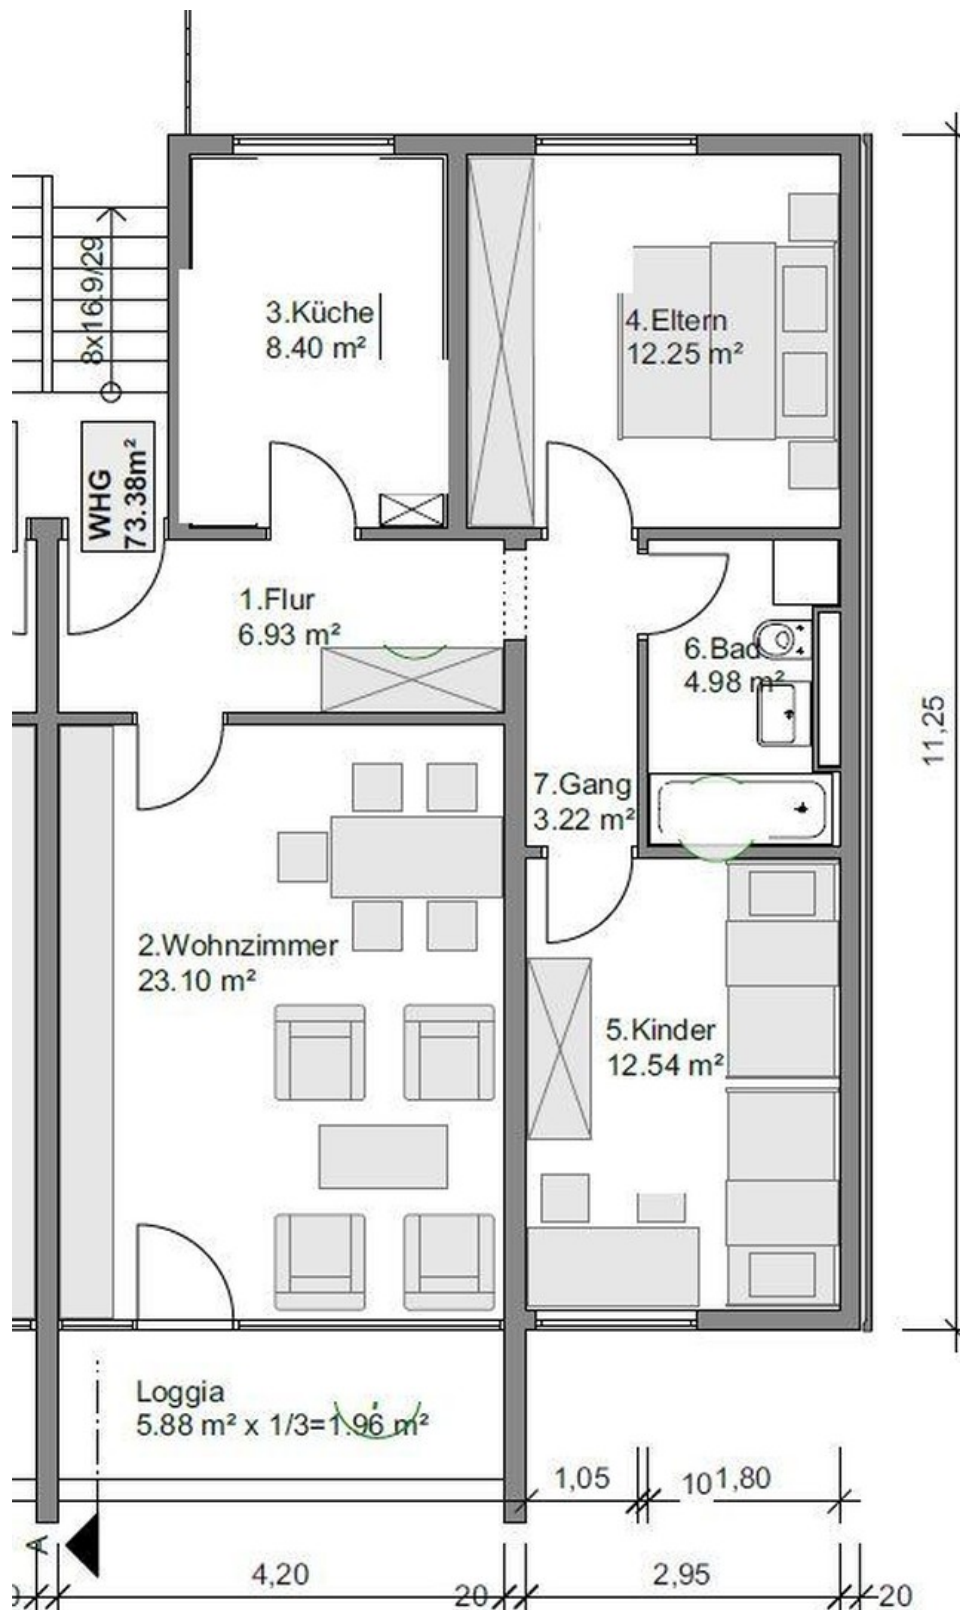 8x16.9/29
3.Küche
8.40 m²
4.Eltern
12.25 m²
WHG
73.38m²
1.Flur
6.93 m²
6.Bad
4.98 m²
11,25
7.Gang
3.22 m²
2.Wohnzimmer
23.10 m²
5.Kinder
12.54 m²
Loggia
5.88 m² x 1/3=1.96 m²
1,05
10
1,80
A
4,20
20
2,95
20